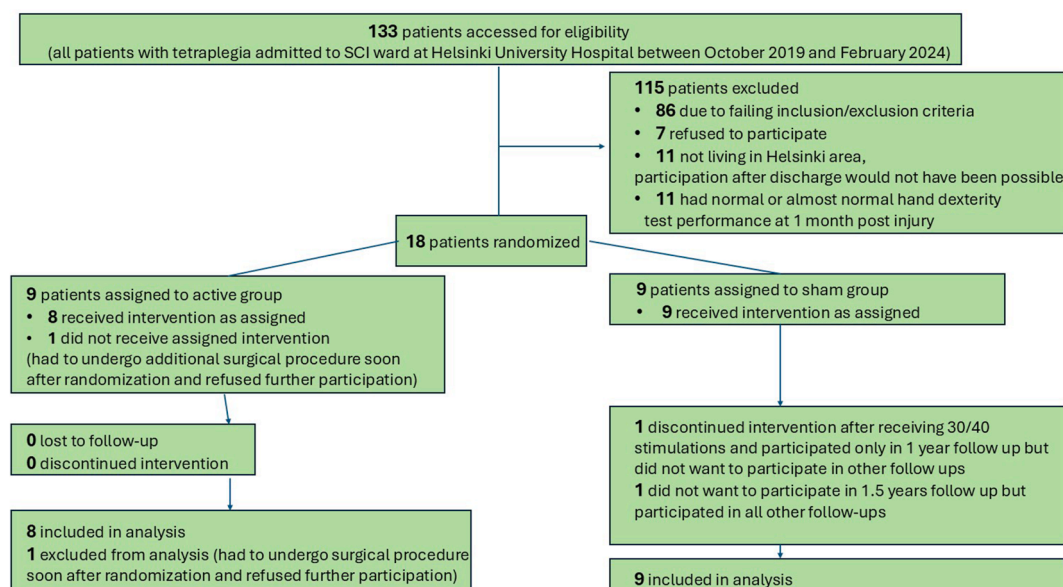 133 patients accessed for eligibility
(all patients with tetraplegia admitted to SCI ward at Helsinki University Hospital between October 2019 and February 2024)
115 patients excluded
• 86 due to failing inclusion/exclusion criteria
• 7 refused to participate
• 11 not living in Helsinki area,
participation after discharge would not have been possible
• 11 had normal or almost normal hand dexterity
test performance at 1 month post injury
18 patients randomized
9 patients assigned to active group
• 8 received intervention as assigned
• 1 did not receive assigned intervention
(had to undergo additional surgical procedure soon
after randomization and refused further participation)
9 patients assigned to sham group
• 9 received intervention as assigned
0 lost to follow-up
0 discontinued intervention
1 discontinued intervention after receiving 30/40
stimulations and participated only in 1 year follow up but
did not want to participate in other follow ups
1 did not want to participate in 1.5 years follow up but
participated in all other follow-ups
8 included in analysis
1 excluded from analysis (had to undergo surgical procedure
soon after randomization and refused further participation)
9 included in analysis